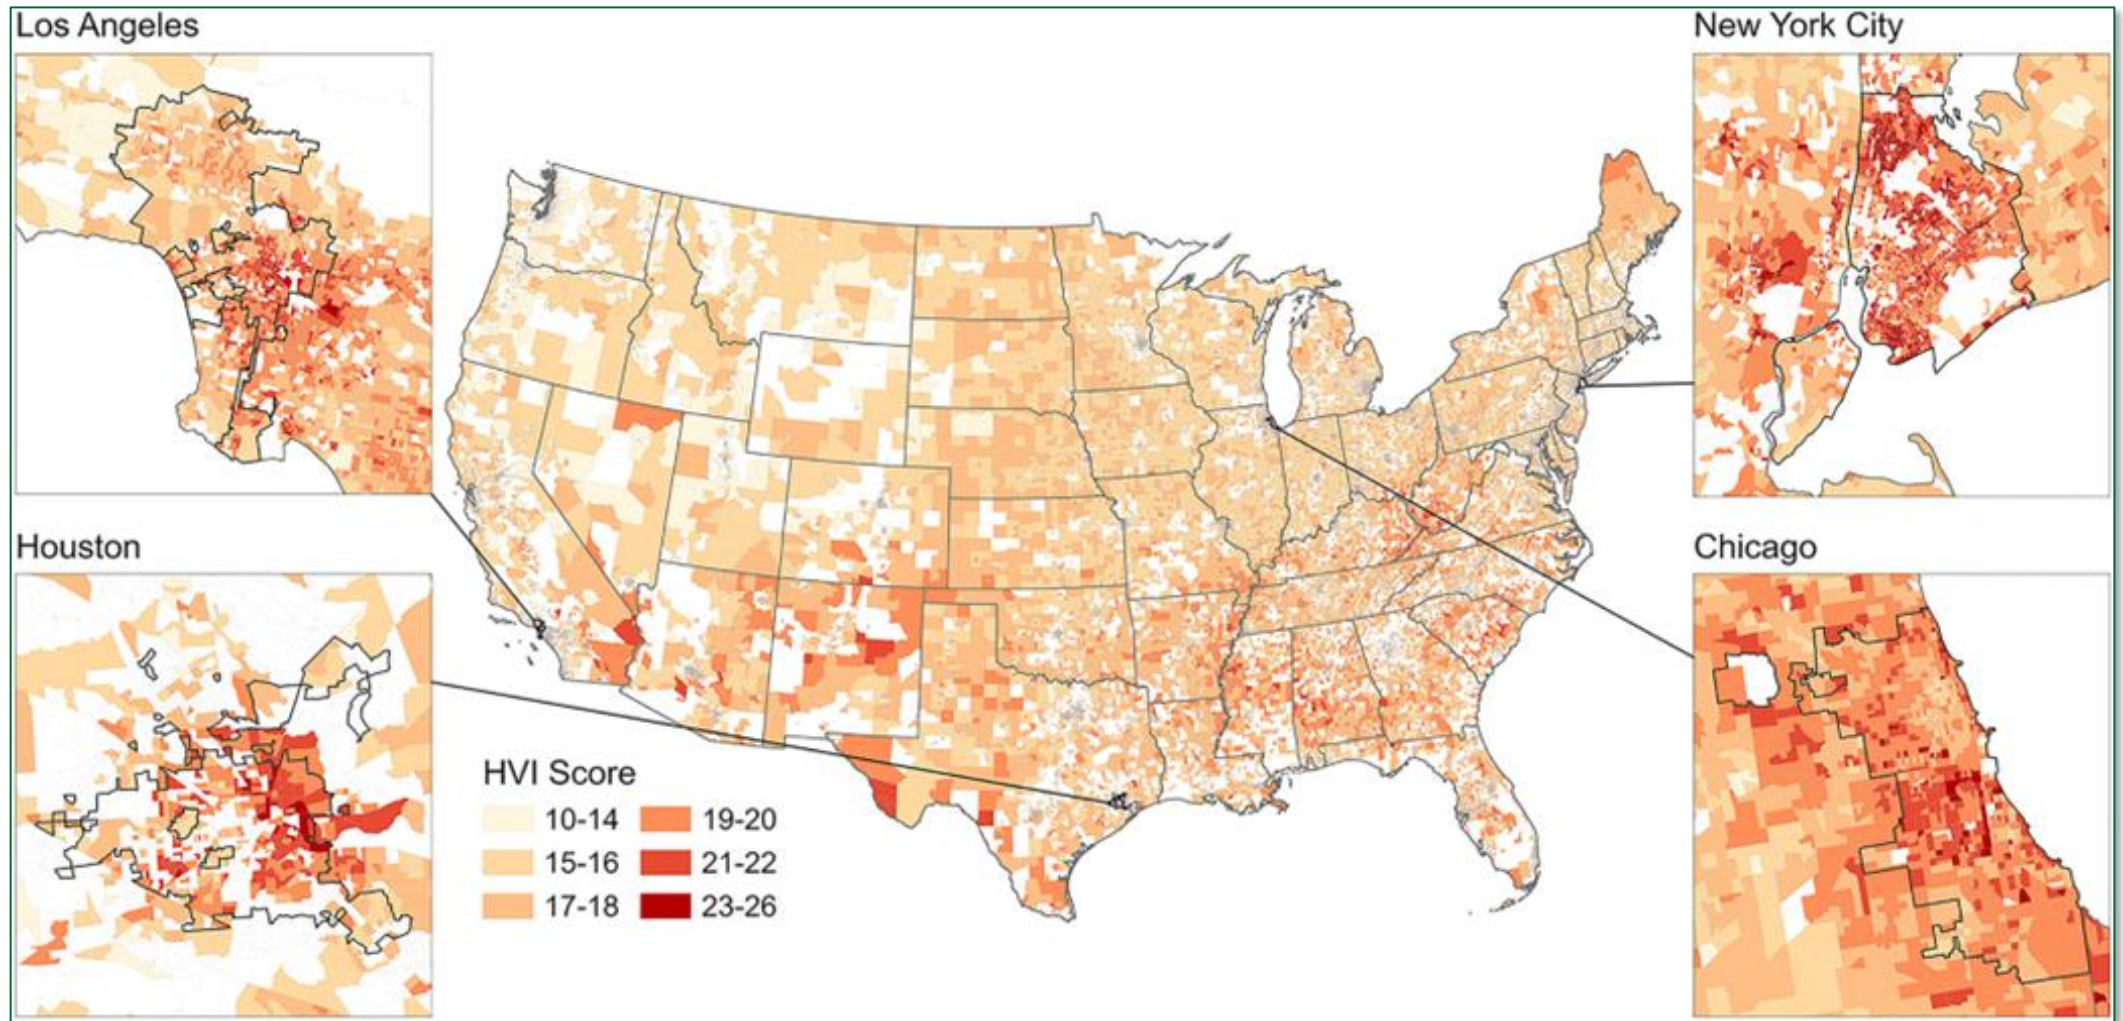 Los Angeles
New York City
Houston
Chicago
HVI Score
10-14
15-16
17-18
19-20
21-22
23-26